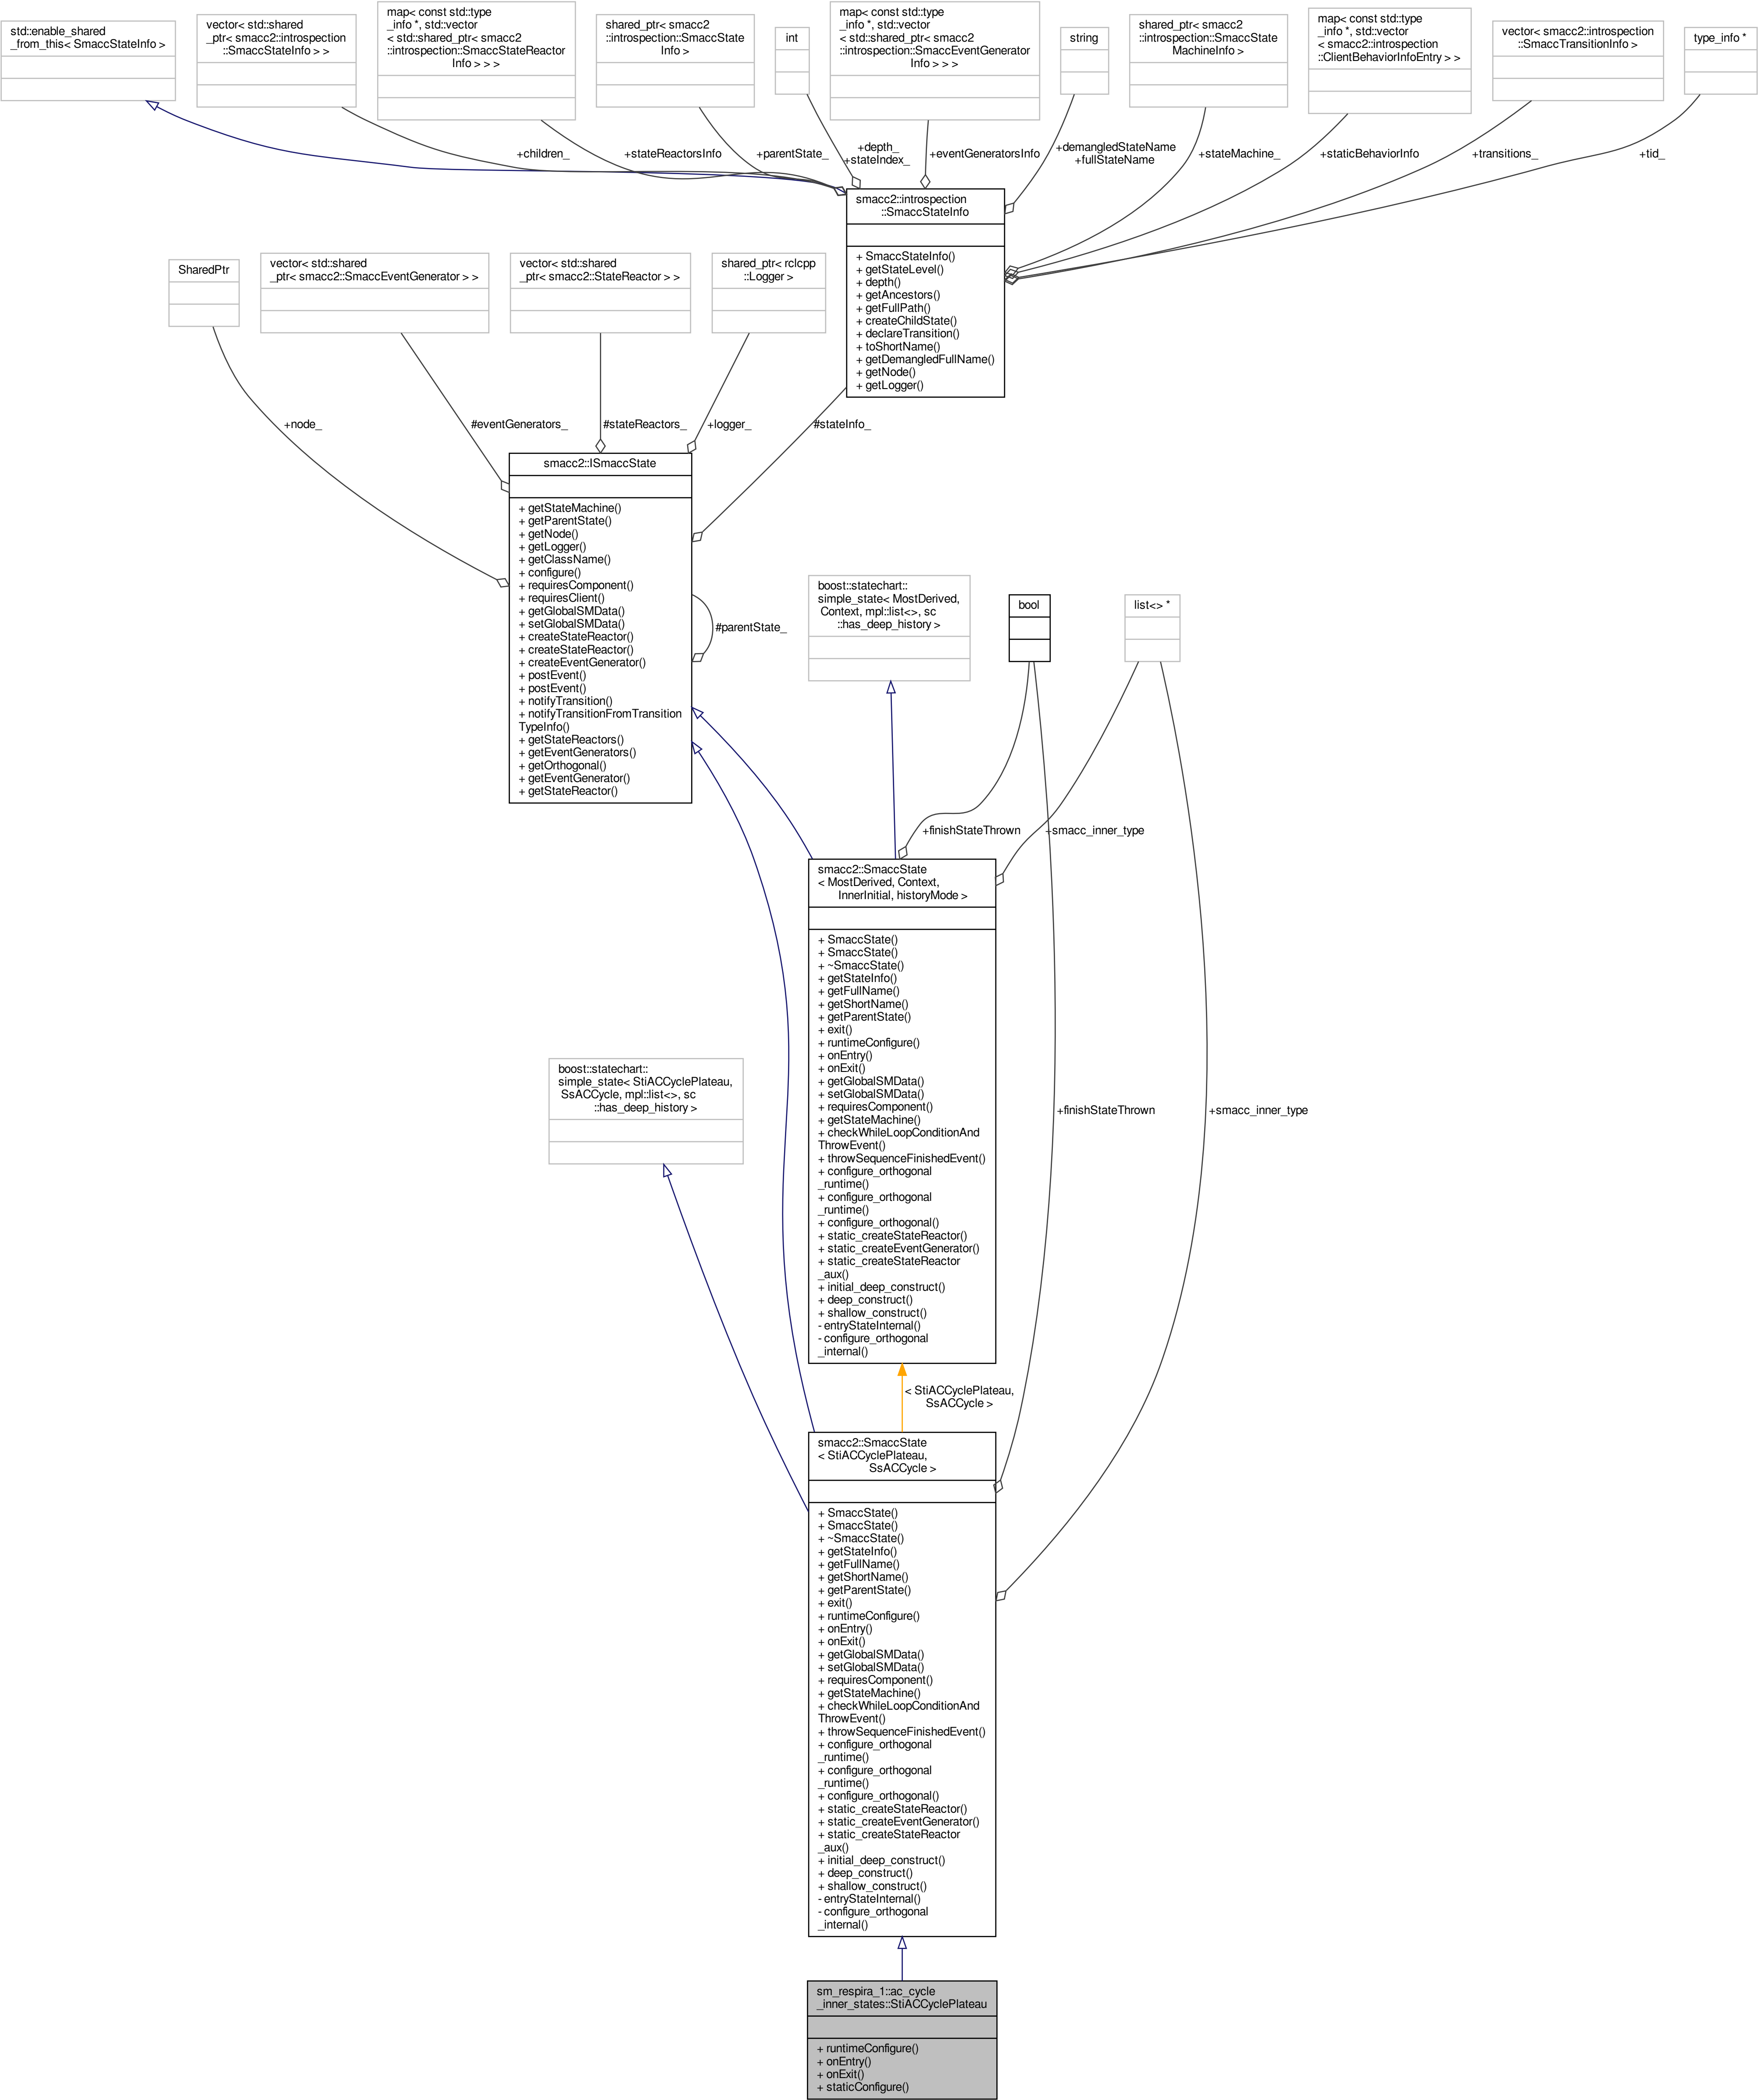 std::enable_shared
_from_this< SmaccStateInfo >
vector< std::shared
_ptr< smacc2::introspection
::SmaccStateInfo > >
map< const std::type
_info *, std::vector
< std::shared_ptr< smacc2
::introspection::SmaccStateReactor
Info > > >
shared_ptr< smacc2
::introspection::SmaccState
Info >
int
map< const std::type
_info *, std::vector
< std::shared_ptr< smacc2
::introspection::SmaccEventGenerator
Info > > >
string
shared_ptr< smacc2
::introspection::SmaccState
MachineInfo >
map< const std::type
_info *, std::vector
< smacc2::introspection
::ClientBehaviorInfoEntry > >
vector< smacc2::introspection
::SmaccTransitionInfo >
type_info *
+children_
+stateReactorsInfo
+parentState_
+depth_
+stateIndex_
+eventGeneratorsInfo
+demangledStateName
+fullStateName
+stateMachine_
+staticBehaviorInfo
+transitions_
+tid_
smacc2::introspection
::SmaccStateInfo
+ SmaccStateInfo()
+ getStateLevel()
+ depth()
+ getAncestors()
+ getFullPath()
+ createChildState()
+ declareTransition()
+ toShortName()
+ getDemangledFullName()
+ getNode()
+ getLogger()
SharedPtr
vector< std::shared
_ptr< smacc2::SmaccEventGenerator > >
vector< std::shared
_ptr< smacc2::StateReactor > >
shared_ptr< rclcpp
::Logger >
+node_
#eventGenerators_
#stateReactors_
+logger_
#stateInfo_
smacc2::ISmaccState
+ getStateMachine()
+ getParentState()
+ getNode()
+ getLogger()
+ getClassName()
+ configure()
+ requiresComponent()
+ requiresClient()
+ getGlobalSMData()
+ setGlobalSMData()
+ createStateReactor()
+ createStateReactor()
+ createEventGenerator()
+ postEvent()
+ postEvent()
+ notifyTransition()
+ notifyTransitionFromTransition
TypeInfo()
+ getStateReactors()
+ getEventGenerators()
+ getOrthogonal()
+ getEventGenerator()
+ getStateReactor()
#parentState_
boost::statechart::
simple_state< MostDerived,
Context, mpl::list<>, sc
::has_deep_history >
bool
list<> *
+finishStateThrown
+smacc_inner_type
smacc2::SmaccState
< MostDerived, Context,
InnerInitial, historyMode >
+ SmaccState()
+ SmaccState()
+ ~SmaccState()
+ getStateInfo()
+ getFullName()
+ getShortName()
+ getParentState()
+ exit()
+ runtimeConfigure()
+ onEntry()
+ onExit()
+ getGlobalSMData()
+ setGlobalSMData()
+ requiresComponent()
+ getStateMachine()
+ checkWhileLoopConditionAnd
ThrowEvent()
+ throwSequenceFinishedEvent()
+ configure_orthogonal
_runtime()
+ configure_orthogonal
_runtime()
+ configure_orthogonal()
+ static_createStateReactor()
+ static_createEventGenerator()
+ static_createStateReactor
_aux()
+ initial_deep_construct()
+ deep_construct()
+ shallow_construct()
- entryStateInternal()
- configure_orthogonal
_internal()
boost::statechart::
simple_state< StiACCyclePlateau,
SsACCycle, mpl::list<>, sc
::has_deep_history >
+finishStateThrown
+smacc_inner_type
< StiACCyclePlateau,
SsACCycle >
smacc2::SmaccState
< StiACCyclePlateau,
SsACCycle >
+ SmaccState()
+ SmaccState()
+ ~SmaccState()
+ getStateInfo()
+ getFullName()
+ getShortName()
+ getParentState()
+ exit()
+ runtimeConfigure()
+ onEntry()
+ onExit()
+ getGlobalSMData()
+ setGlobalSMData()
+ requiresComponent()
+ getStateMachine()
+ checkWhileLoopConditionAnd
ThrowEvent()
+ throwSequenceFinishedEvent()
+ configure_orthogonal
_runtime()
+ configure_orthogonal
_runtime()
+ configure_orthogonal()
+ static_createStateReactor()
+ static_createEventGenerator()
+ static_createStateReactor
_aux()
+ initial_deep_construct()
+ deep_construct()
+ shallow_construct()
- entryStateInternal()
- configure_orthogonal
_internal()
sm_respira_1::ac_cycle
_inner_states::StiACCyclePlateau
+ runtimeConfigure()
+ onEntry()
+ onExit()
+ staticConfigure()